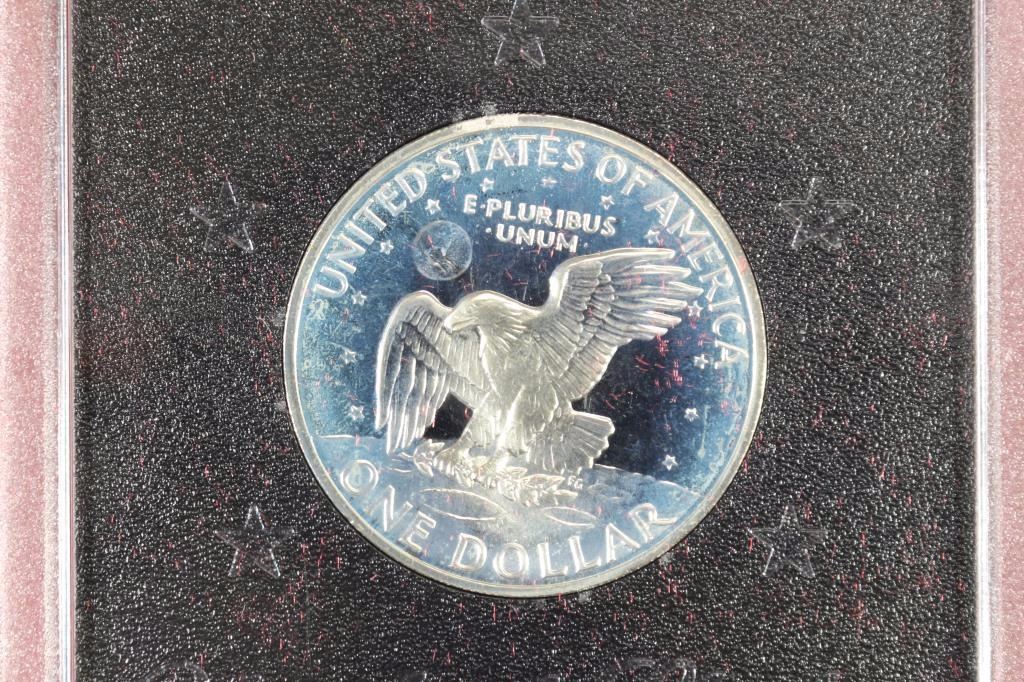 UNITED STATES OF AMERICA
E·PLURIBUS
·UNUM·
FG
ONE DOLLAR